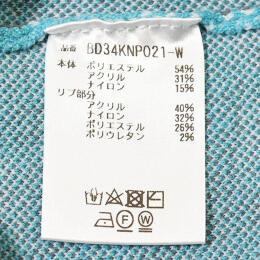 品番 BD34KNP021-W
本体 ポリエステル 54%
アクリル 31%
ナイロン 15%
リブ部分
アクリル 40%
ナイロン 32%
ポリエステル 26%
ポリウレタン 2%
F W